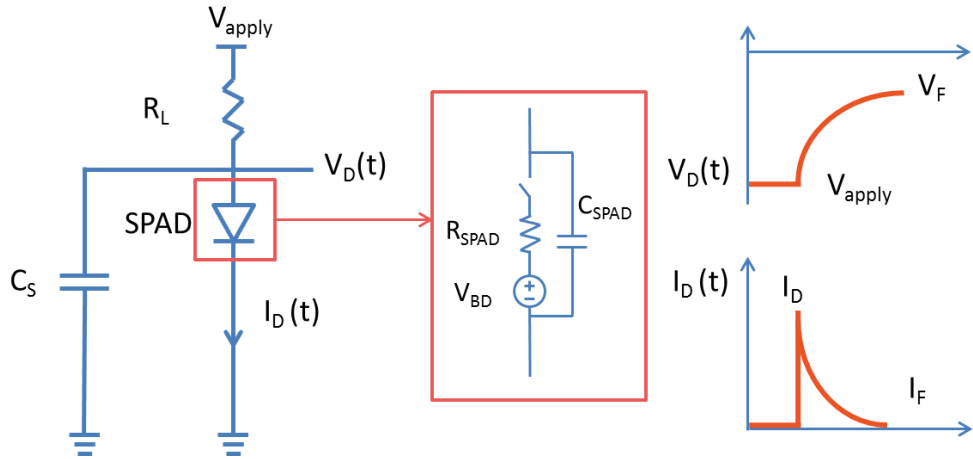 V_apply
R_L
V_D(t)
SPAD
C_S
I_D (t)
C_SPAD
R_SPAD
V_BD
V_F
V_D(t)
V_apply
I_D (t)
I_D
I_F